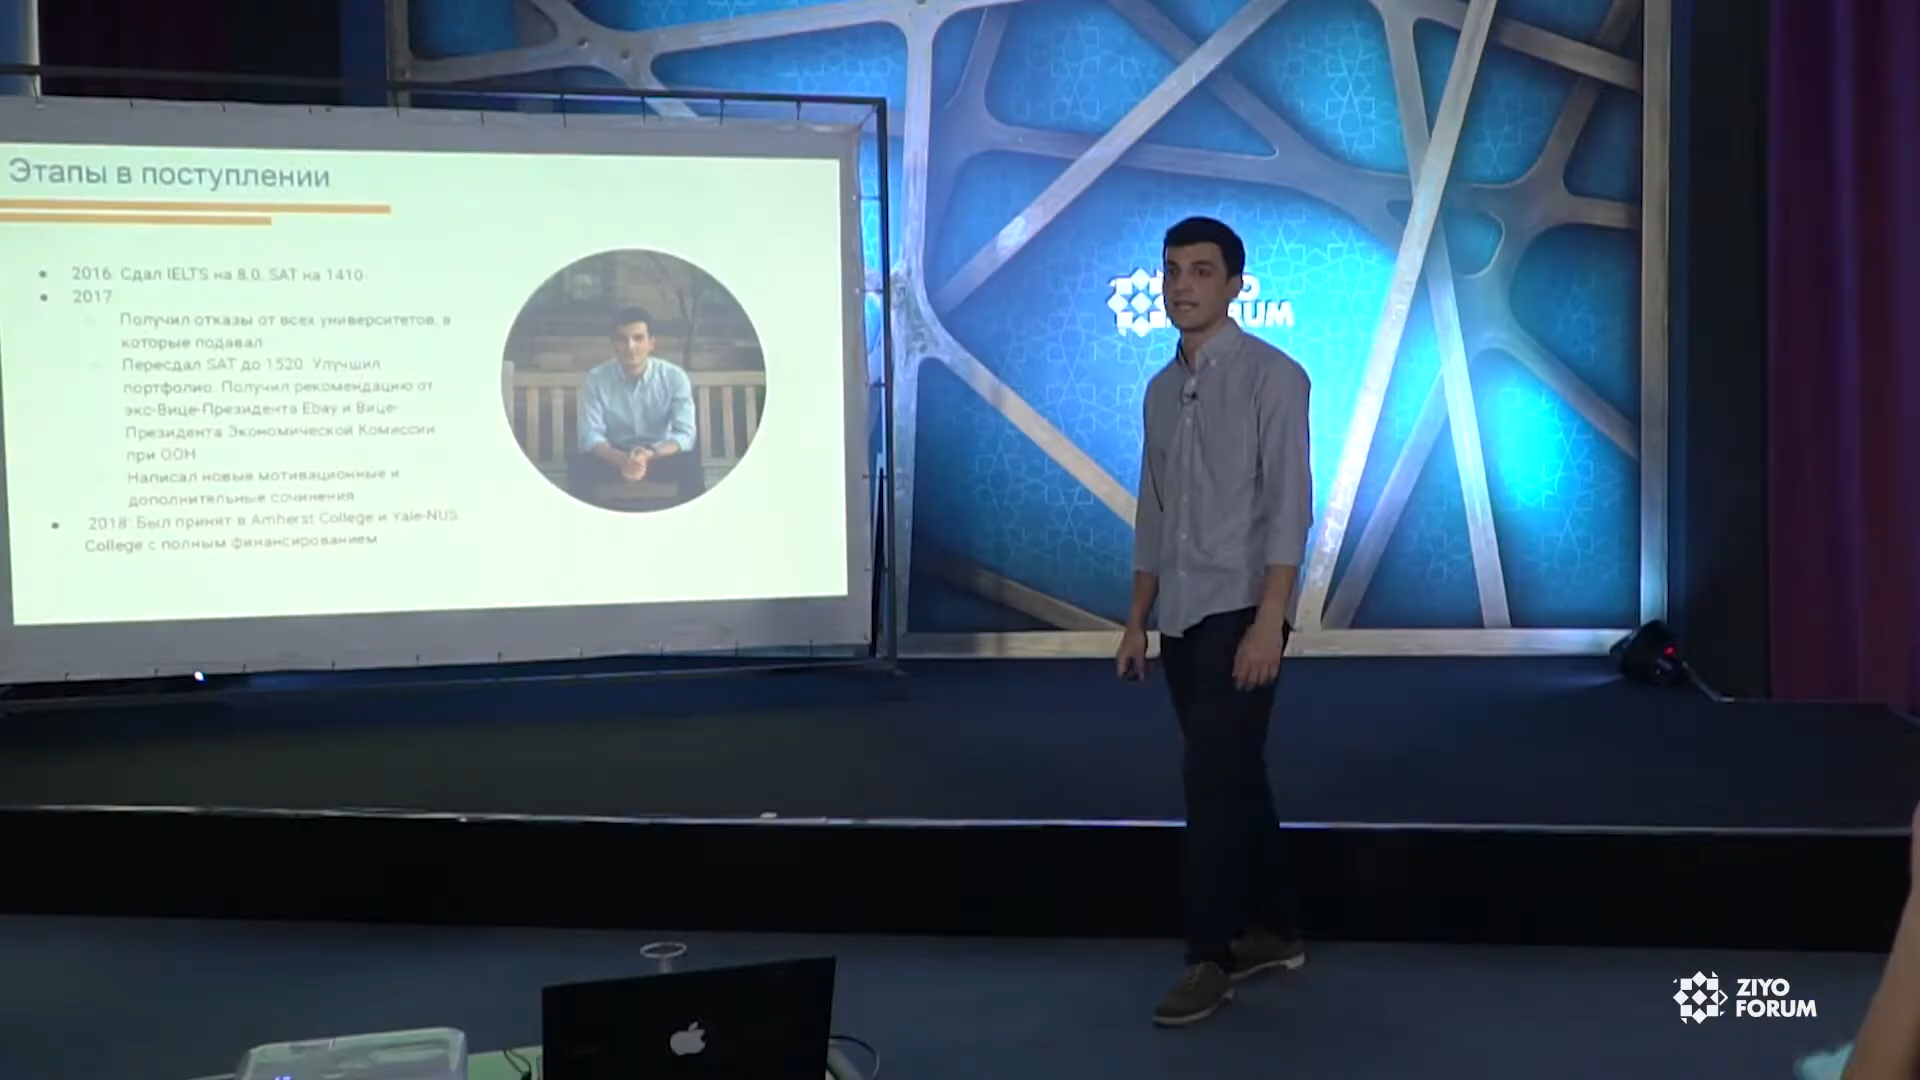 Этапы в поступлении
2016: Сдал IELTS на 8.0, SAT на 1410
2017
Получил отказы от всех университетов, в
которые подавал
Пересдал SAT до 1520. Улучшил
портфолио. Получил рекомендацию от
экс-Вице-Президента Ebay и Вице-
Президента Экономической Комиссии
при ООН
Написал новые мотивационные и
дополнительные сочинения
2018: Был принят в Amherst College и Yale-NUS
College с полным финансированием
ZIYO
FORUM